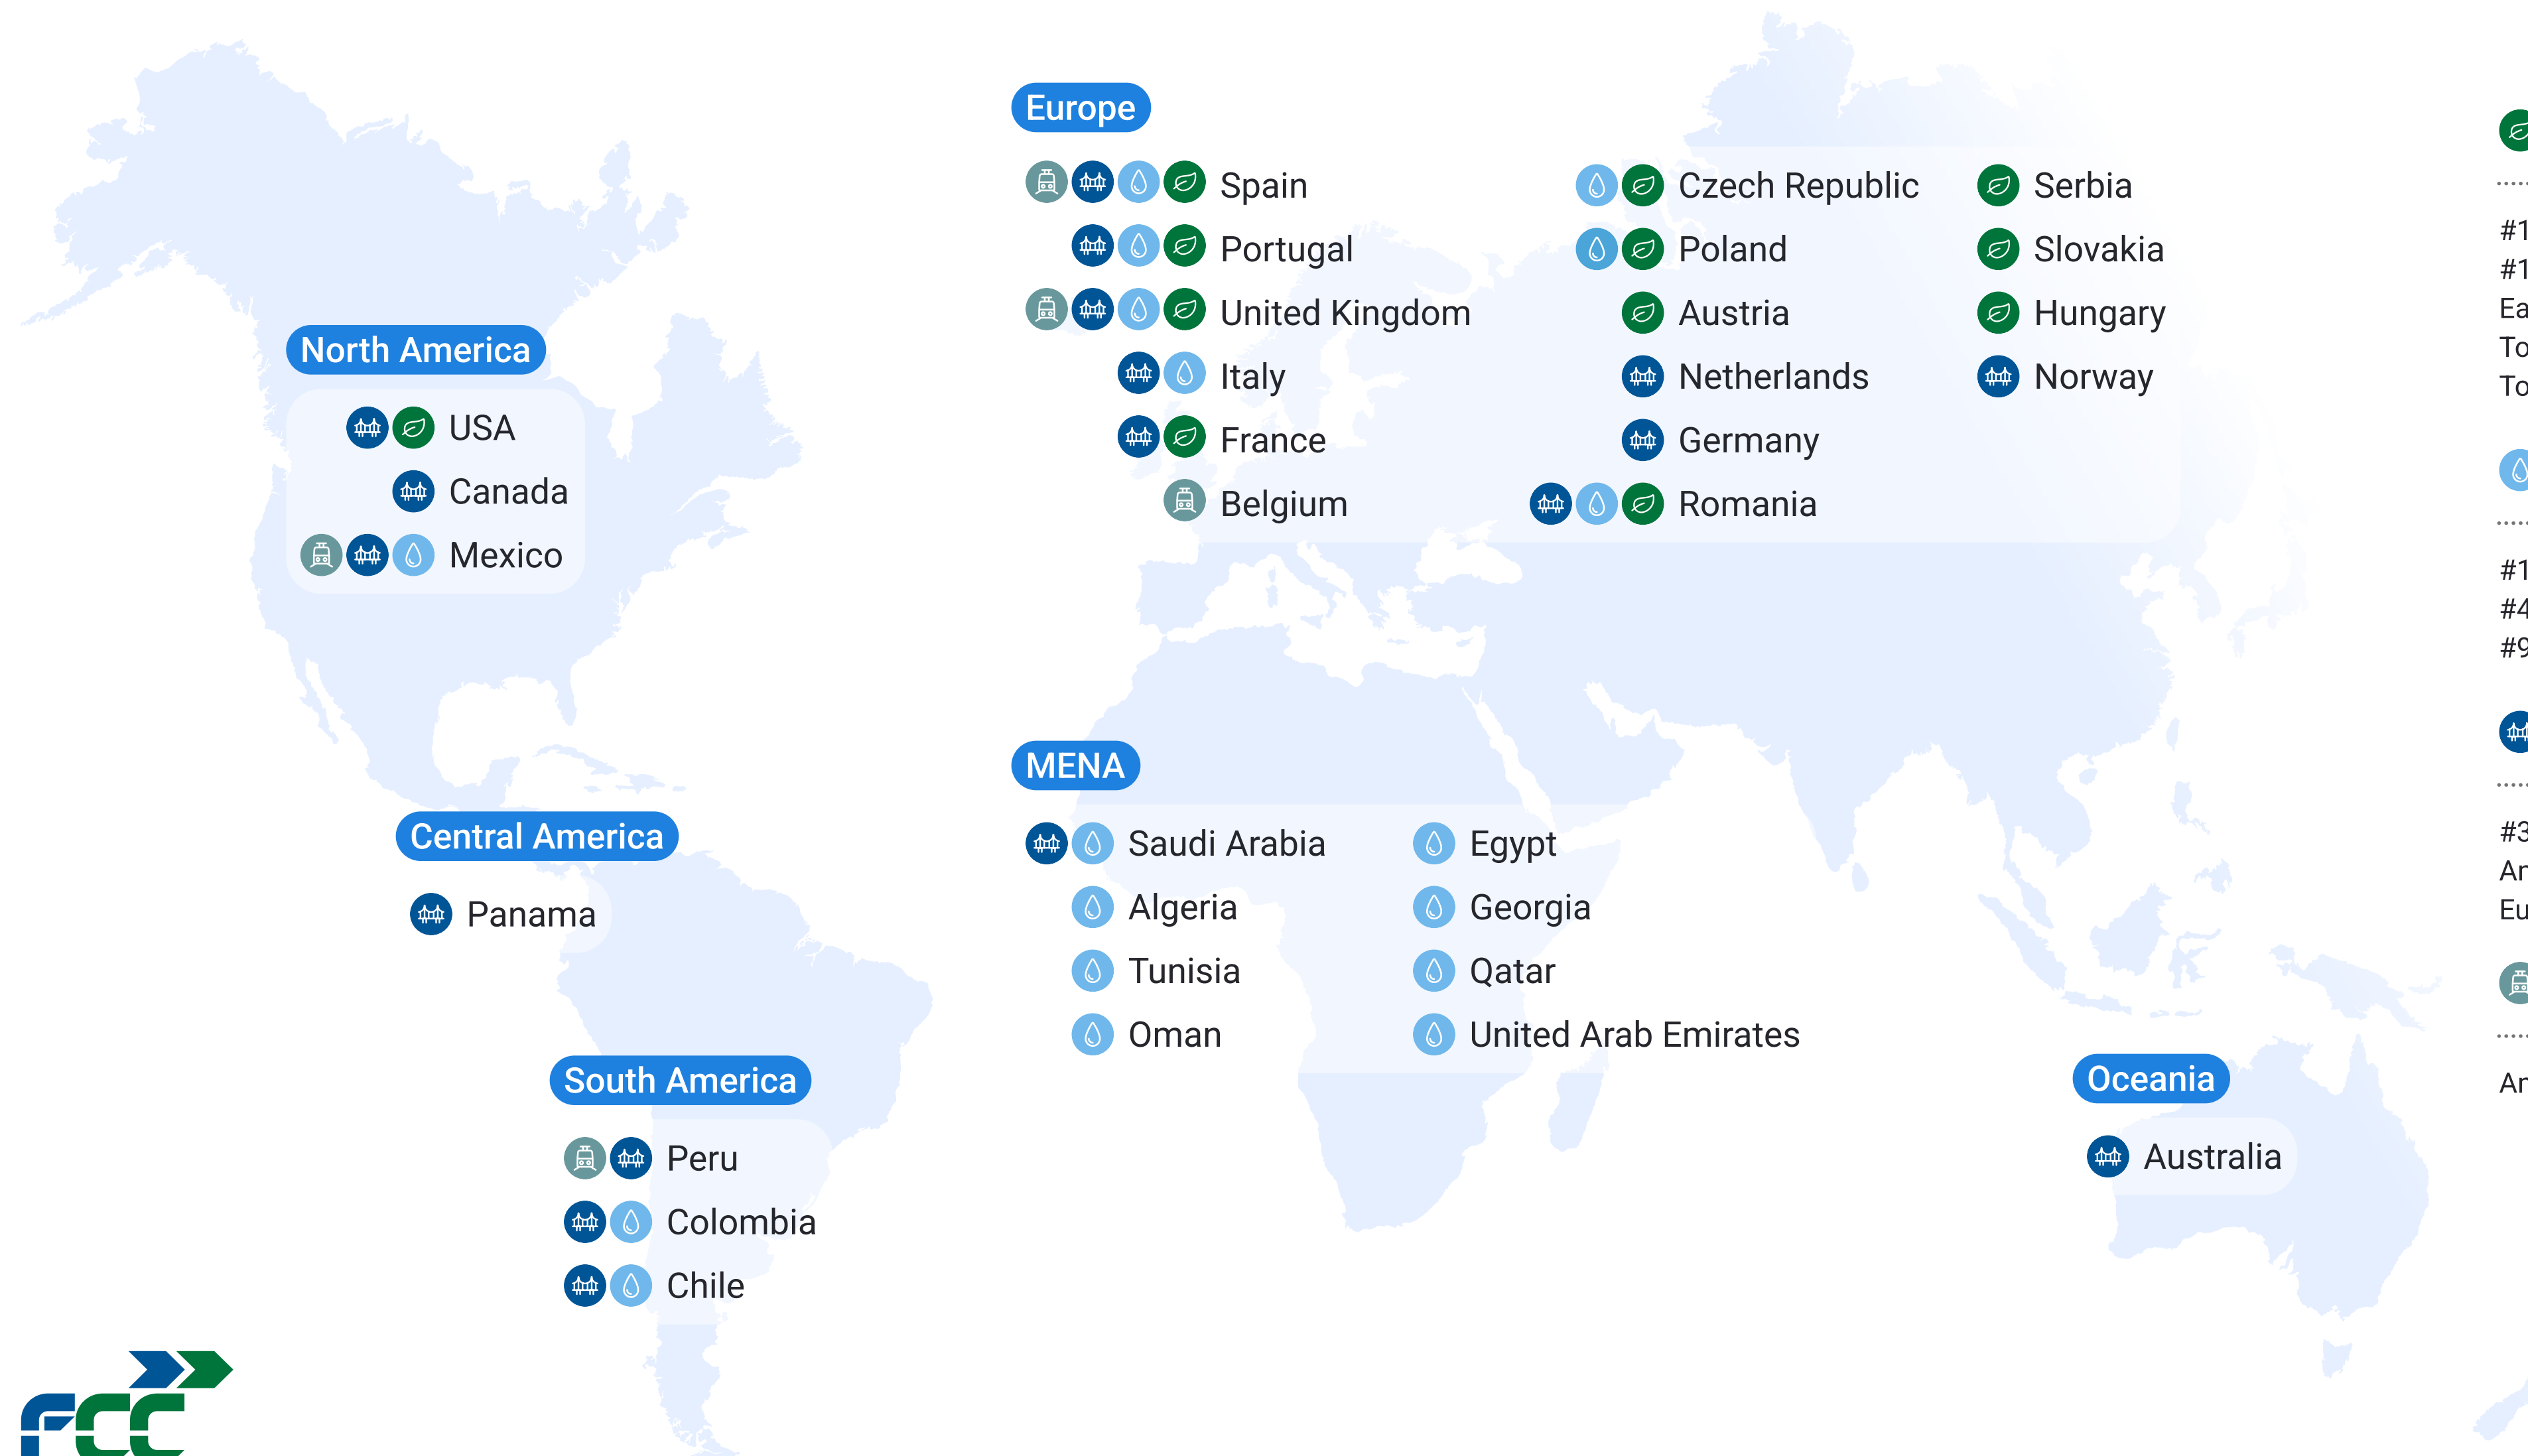 Europe
Spain
Portugal
United Kingdom
Italy
France
Belgium
Czech Republic
Poland
Austria
Netherlands
Germany
Romania
Serbia
Slovakia
Hungary
Norway
North America
USA
Canada
Mexico
Central America
Panama
South America
Peru
Colombia
Chile
MENA
Saudi Arabia
Algeria
Tunisia
Oman
Egypt
Georgia
Qatar
United Arab Emirates
Oceania
Australia
FCC